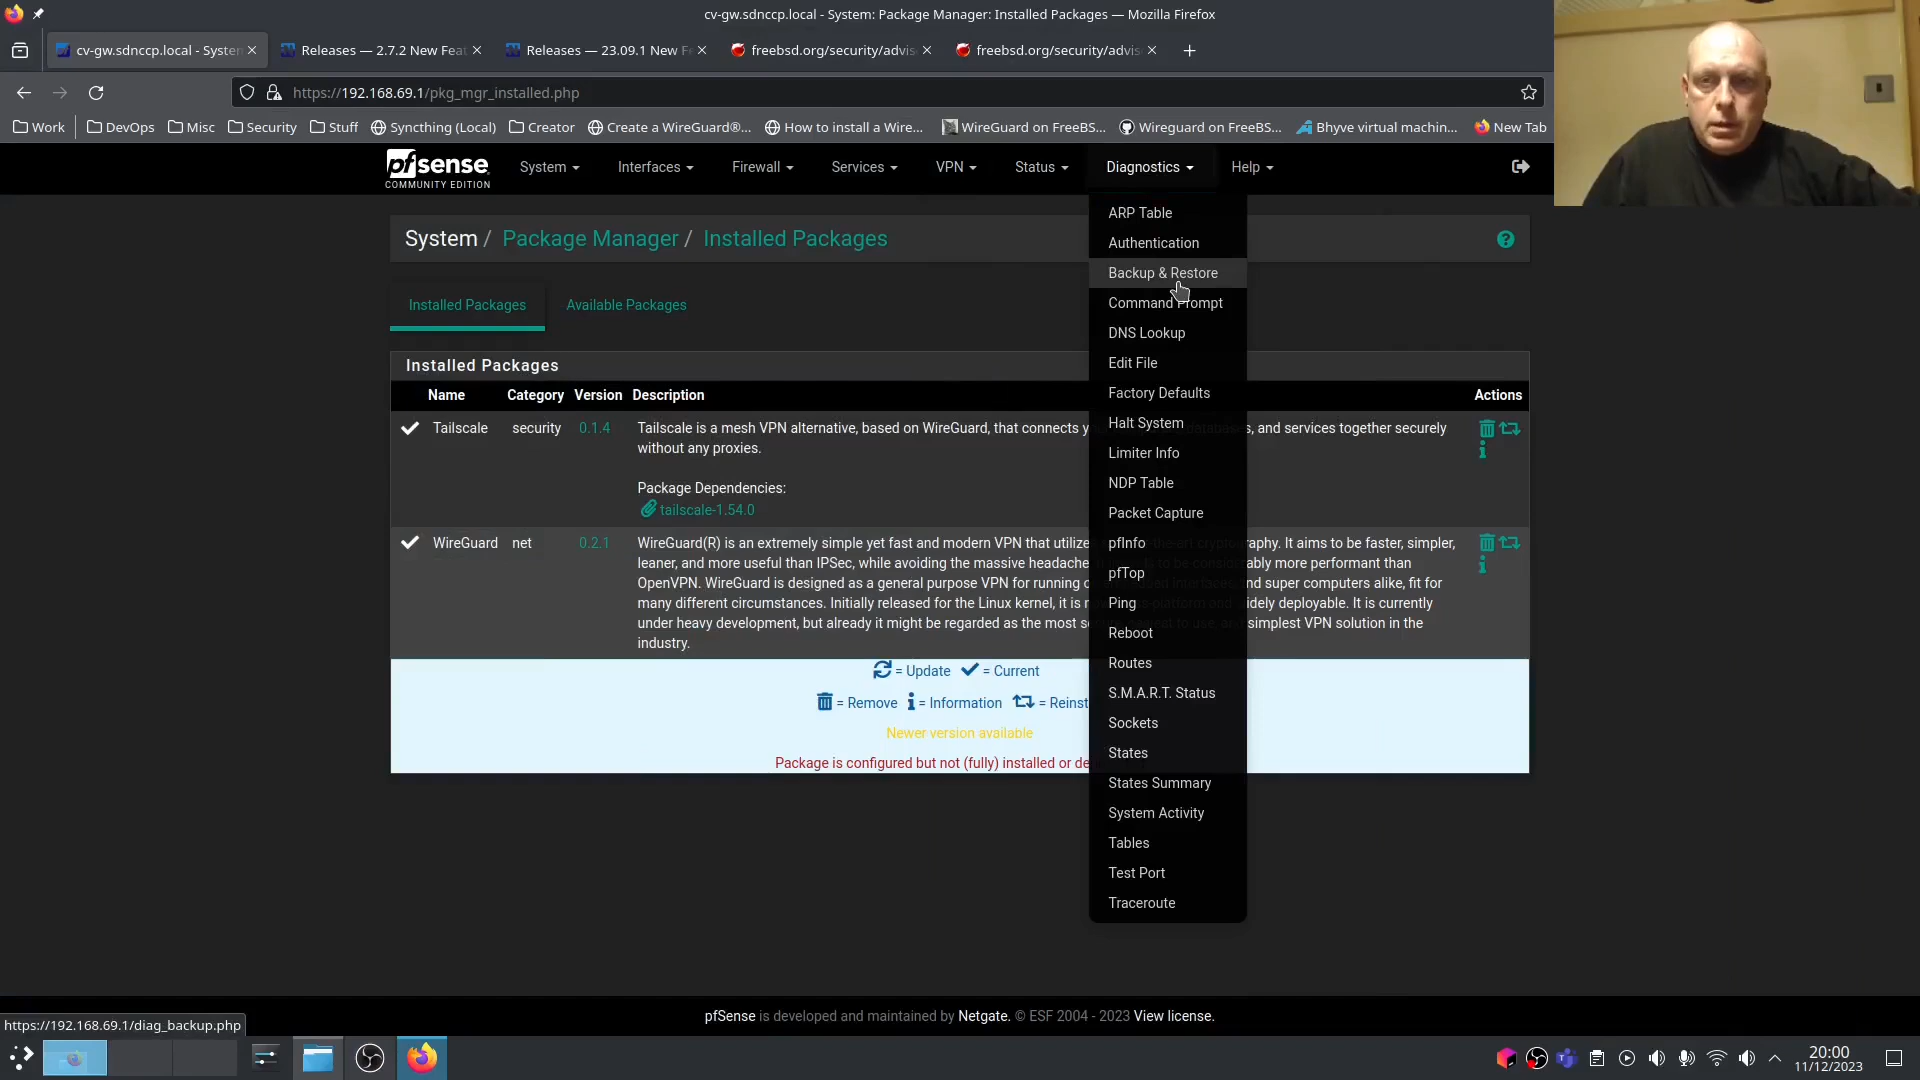 cv-gw.sdnccp.local - System: Package Manager: Installed Packages — Mozilla Firefox
cv-gw.sdnccp.local - System
Releases — 2.7.2 New Feat
Releases — 23.09.1 New F
freebsd.org/security/advis
freebsd.org/security/advis
https://192.168.69.1/pkg_mgr_installed.php
Work
DevOps
Misc
Security
Stuff
Syncthing (Local)
Creator
Create a WireGuard®...
How to install a Wire...
WireGuard on FreeBS...
Wireguard on FreeBS...
Bhyve virtual machin...
New Tab
pfsense
COMMUNITY EDITION
System
Interfaces
Firewall
Services
VPN
Status
Diagnostics
Help
ARP Table
Authentication
Backup & Restore
Command Prompt
DNS Lookup
Edit File
Factory Defaults
Halt System
Limiter Info
NDP Table
Packet Capture
pfInfo
pfTop
Ping
Reboot
Routes
S.M.A.R.T. Status
Sockets
States
States Summary
System Activity
Tables
Test Port
Traceroute
System / Package Manager / Installed Packages
Installed Packages
Available Packages
Installed Packages
Name Category Version Description Actions
Tailscale security 0.1.4 Tailscale is a mesh VPN alternative, based on WireGuard, that connects and services together securely
without any proxies.
Package Dependencies:
tailscale-1.54.0
WireGuard net 0.2.1 WireGuard(R) is an extremely simple yet fast and modern VPN that utilizes It aims to be faster, simpler,
leaner, and more useful than IPSec, while avoiding the massive headache more performant than
OpenVPN. WireGuard is designed as a general purpose VPN for running and super computers alike, fit for
many different circumstances. Initially released for the Linux kernel, it is widely deployable. It is currently
under heavy development, but already it might be regarded as the most simplest VPN solution in the
industry.
= Update = Current
= Remove = Information = Reinst
Newer version available
Package is configured but not (fully) installed or de
pfSense is developed and maintained by Netgate. © ESF 2004 - 2023 View license.
https://192.168.69.1/diag_backup.php
20:00
11/12/2023